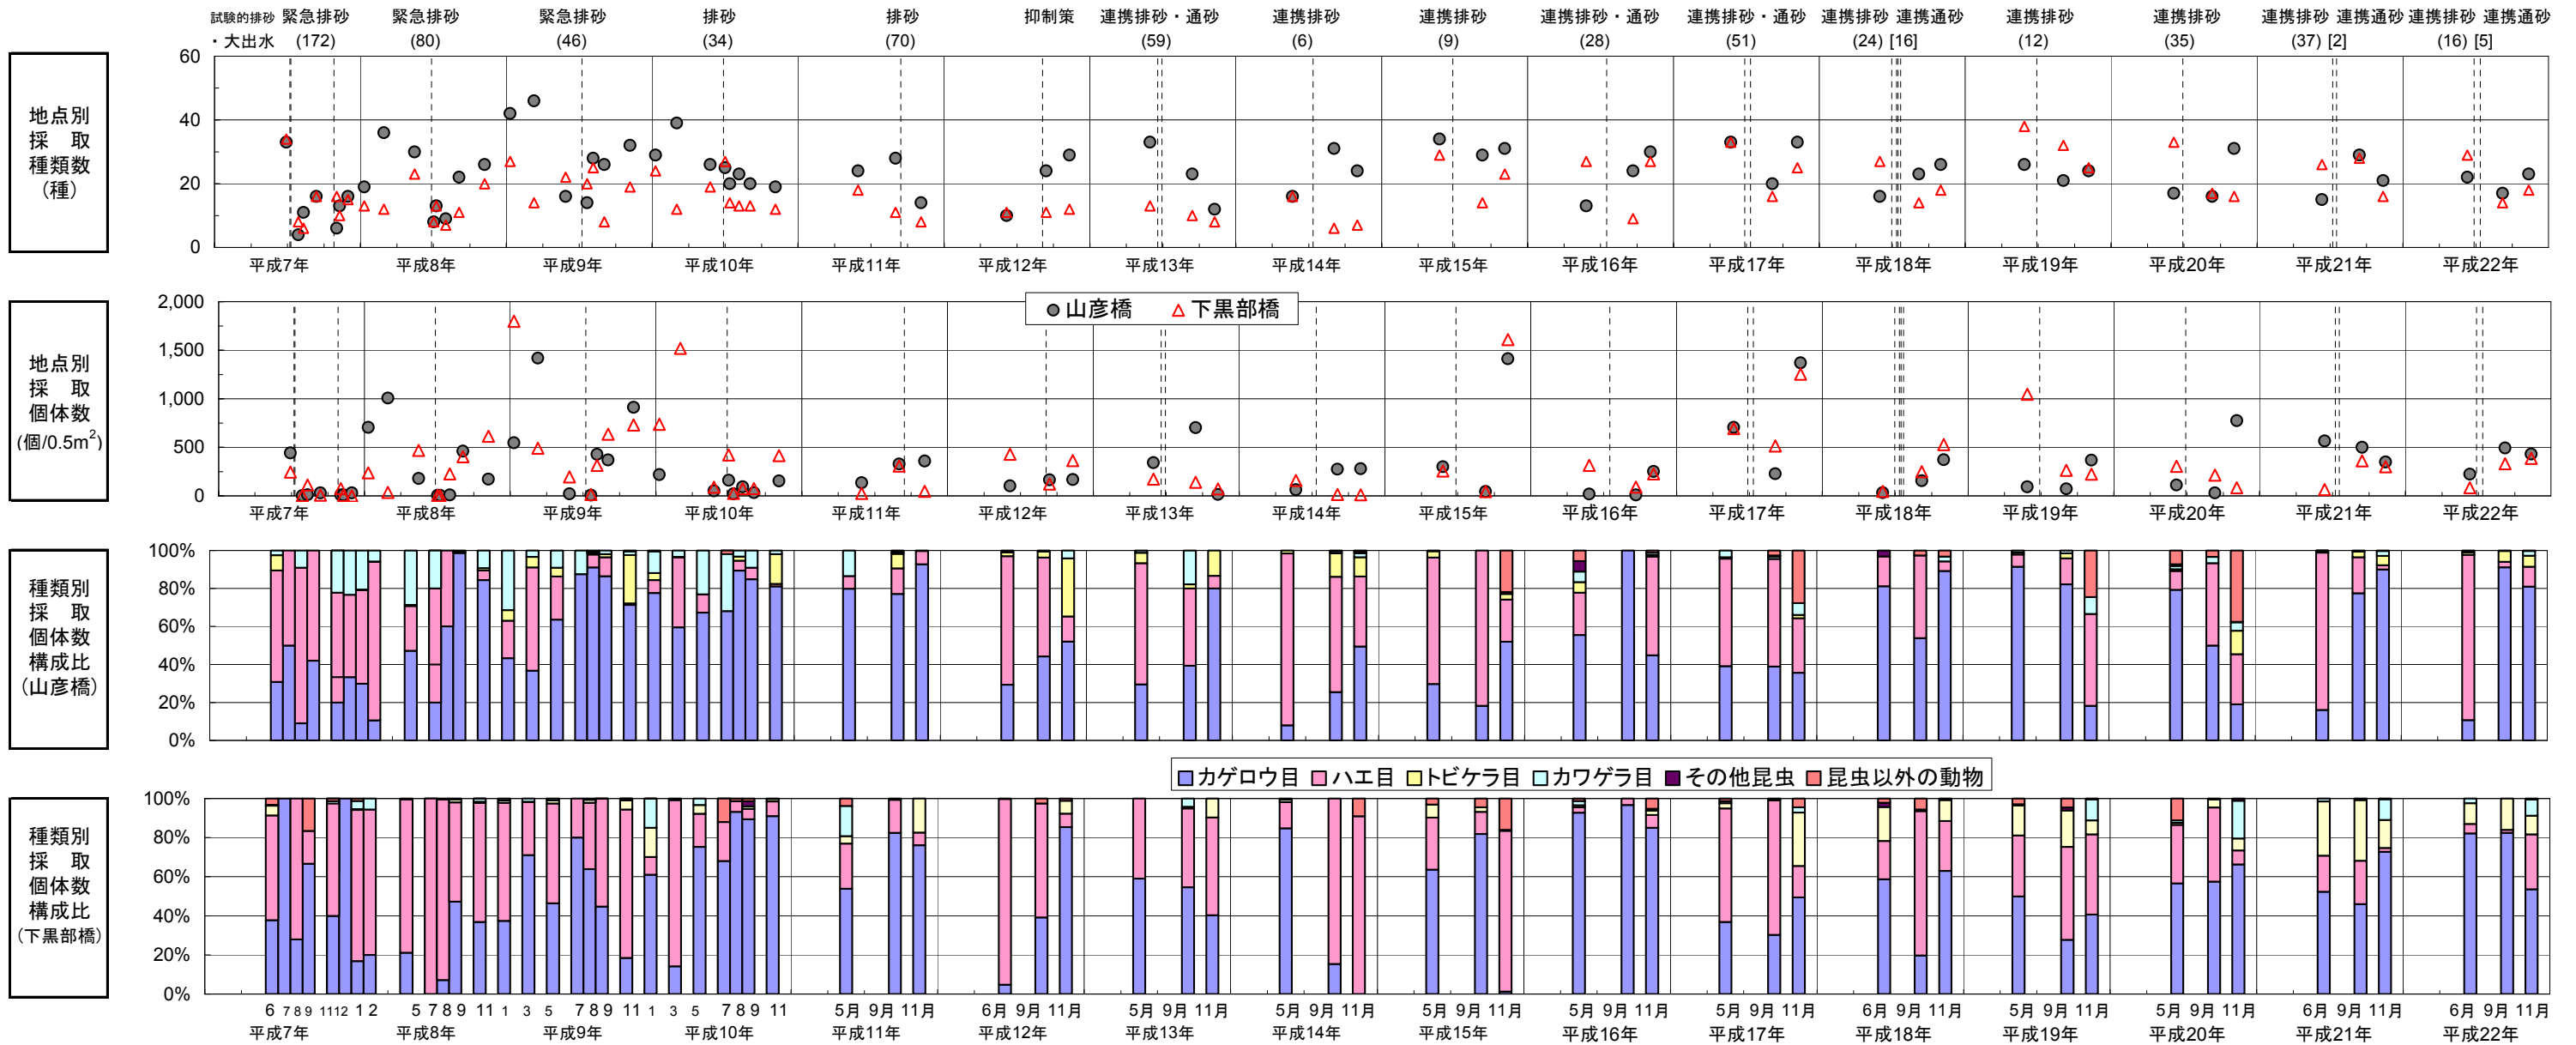 試験的排砂 緊急排砂 緊急排砂 緊急排砂 排砂 排砂 抑制策 連携排砂・通砂 連携排砂 連携排砂 連携排砂・通砂 連携排砂・通砂 連携排砂 連携通砂 連携排砂 連携排砂 連携排砂 連携通砂 連携排砂 連携通砂
・大出水 (172) (80) (46) (34) (70) (59) (6) (9) (28) (51) (24) [16] (12) (35) (37) [2] (16) [5]
地点別
採 取
種類数
(種)
60
40
20
0
平成7年 平成8年 平成9年 平成10年 平成11年 平成12年 平成13年 平成14年 平成15年 平成16年 平成17年 平成18年 平成19年 平成20年 平成21年 平成22年
地点別
採 取
個体数
(個/0.5m2)
2,000
1,500
1,000
500
0
山彦橋 下黒部橋
平成7年 平成8年 平成9年 平成10年 平成11年 平成12年 平成13年 平成14年 平成15年 平成16年 平成17年 平成18年 平成19年 平成20年 平成21年 平成22年
種類別
採 取
個体数
構成比
(山彦橋)
100%
80%
60%
40%
20%
0%
カゲロウ目 ハエ目 トビケラ目 カワゲラ目 その他昆虫 昆虫以外の動物
種類別
採 取
個体数
構成比
(下黒部橋)
100%
80%
60%
40%
20%
0%
6 7 8 9 11 12 1 2 5 7 8 9 11 1 3 5 7 8 9 11 1 3 5 7 8 9 11 5月 9月 11月 6月 9月 11月 5月 9月 11月 5月 9月 11月 5月 9月 11月 5月 9月 11月 5月 9月 11月 6月 9月 11月 5月 9月 11月 5月 9月 11月 6月 9月 11月 6月 9月 11月
平成7年 平成8年 平成9年 平成10年 平成11年 平成12年 平成13年 平成14年 平成15年 平成16年 平成17年 平成18年 平成19年 平成20年 平成21年 平成22年